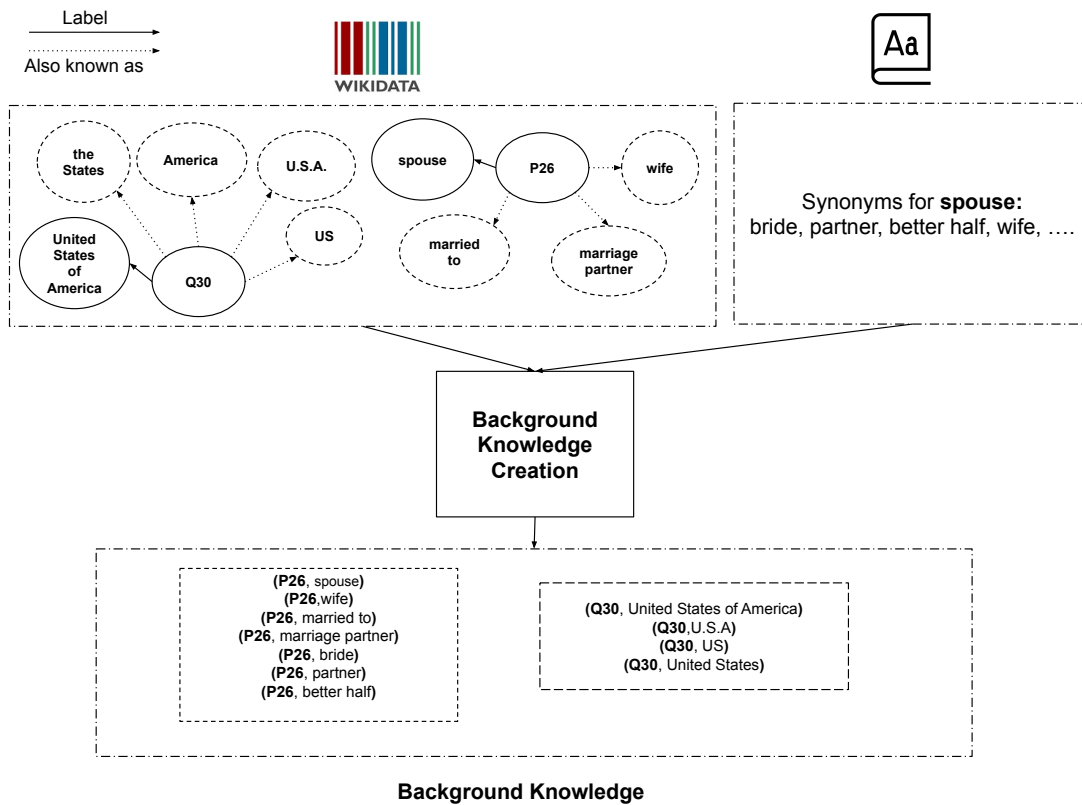 Label
Also known as
WIKIDATA
Aa
the
States
America
U.S.A.
US
United
States
of
America
Q30
spouse
P26
wife
married
to
marriage
partner
Synonyms for spouse:
bride, partner, better half, wife, ....
Background
Knowledge
Creation
(P26, spouse)
(P26,wife)
(P26, married to)
(P26, marriage partner)
(P26, bride)
(P26, partner)
(P26, better half)
(Q30, United States of America)
(Q30,U.S.A)
(Q30, US)
(Q30, United States)
Background Knowledge